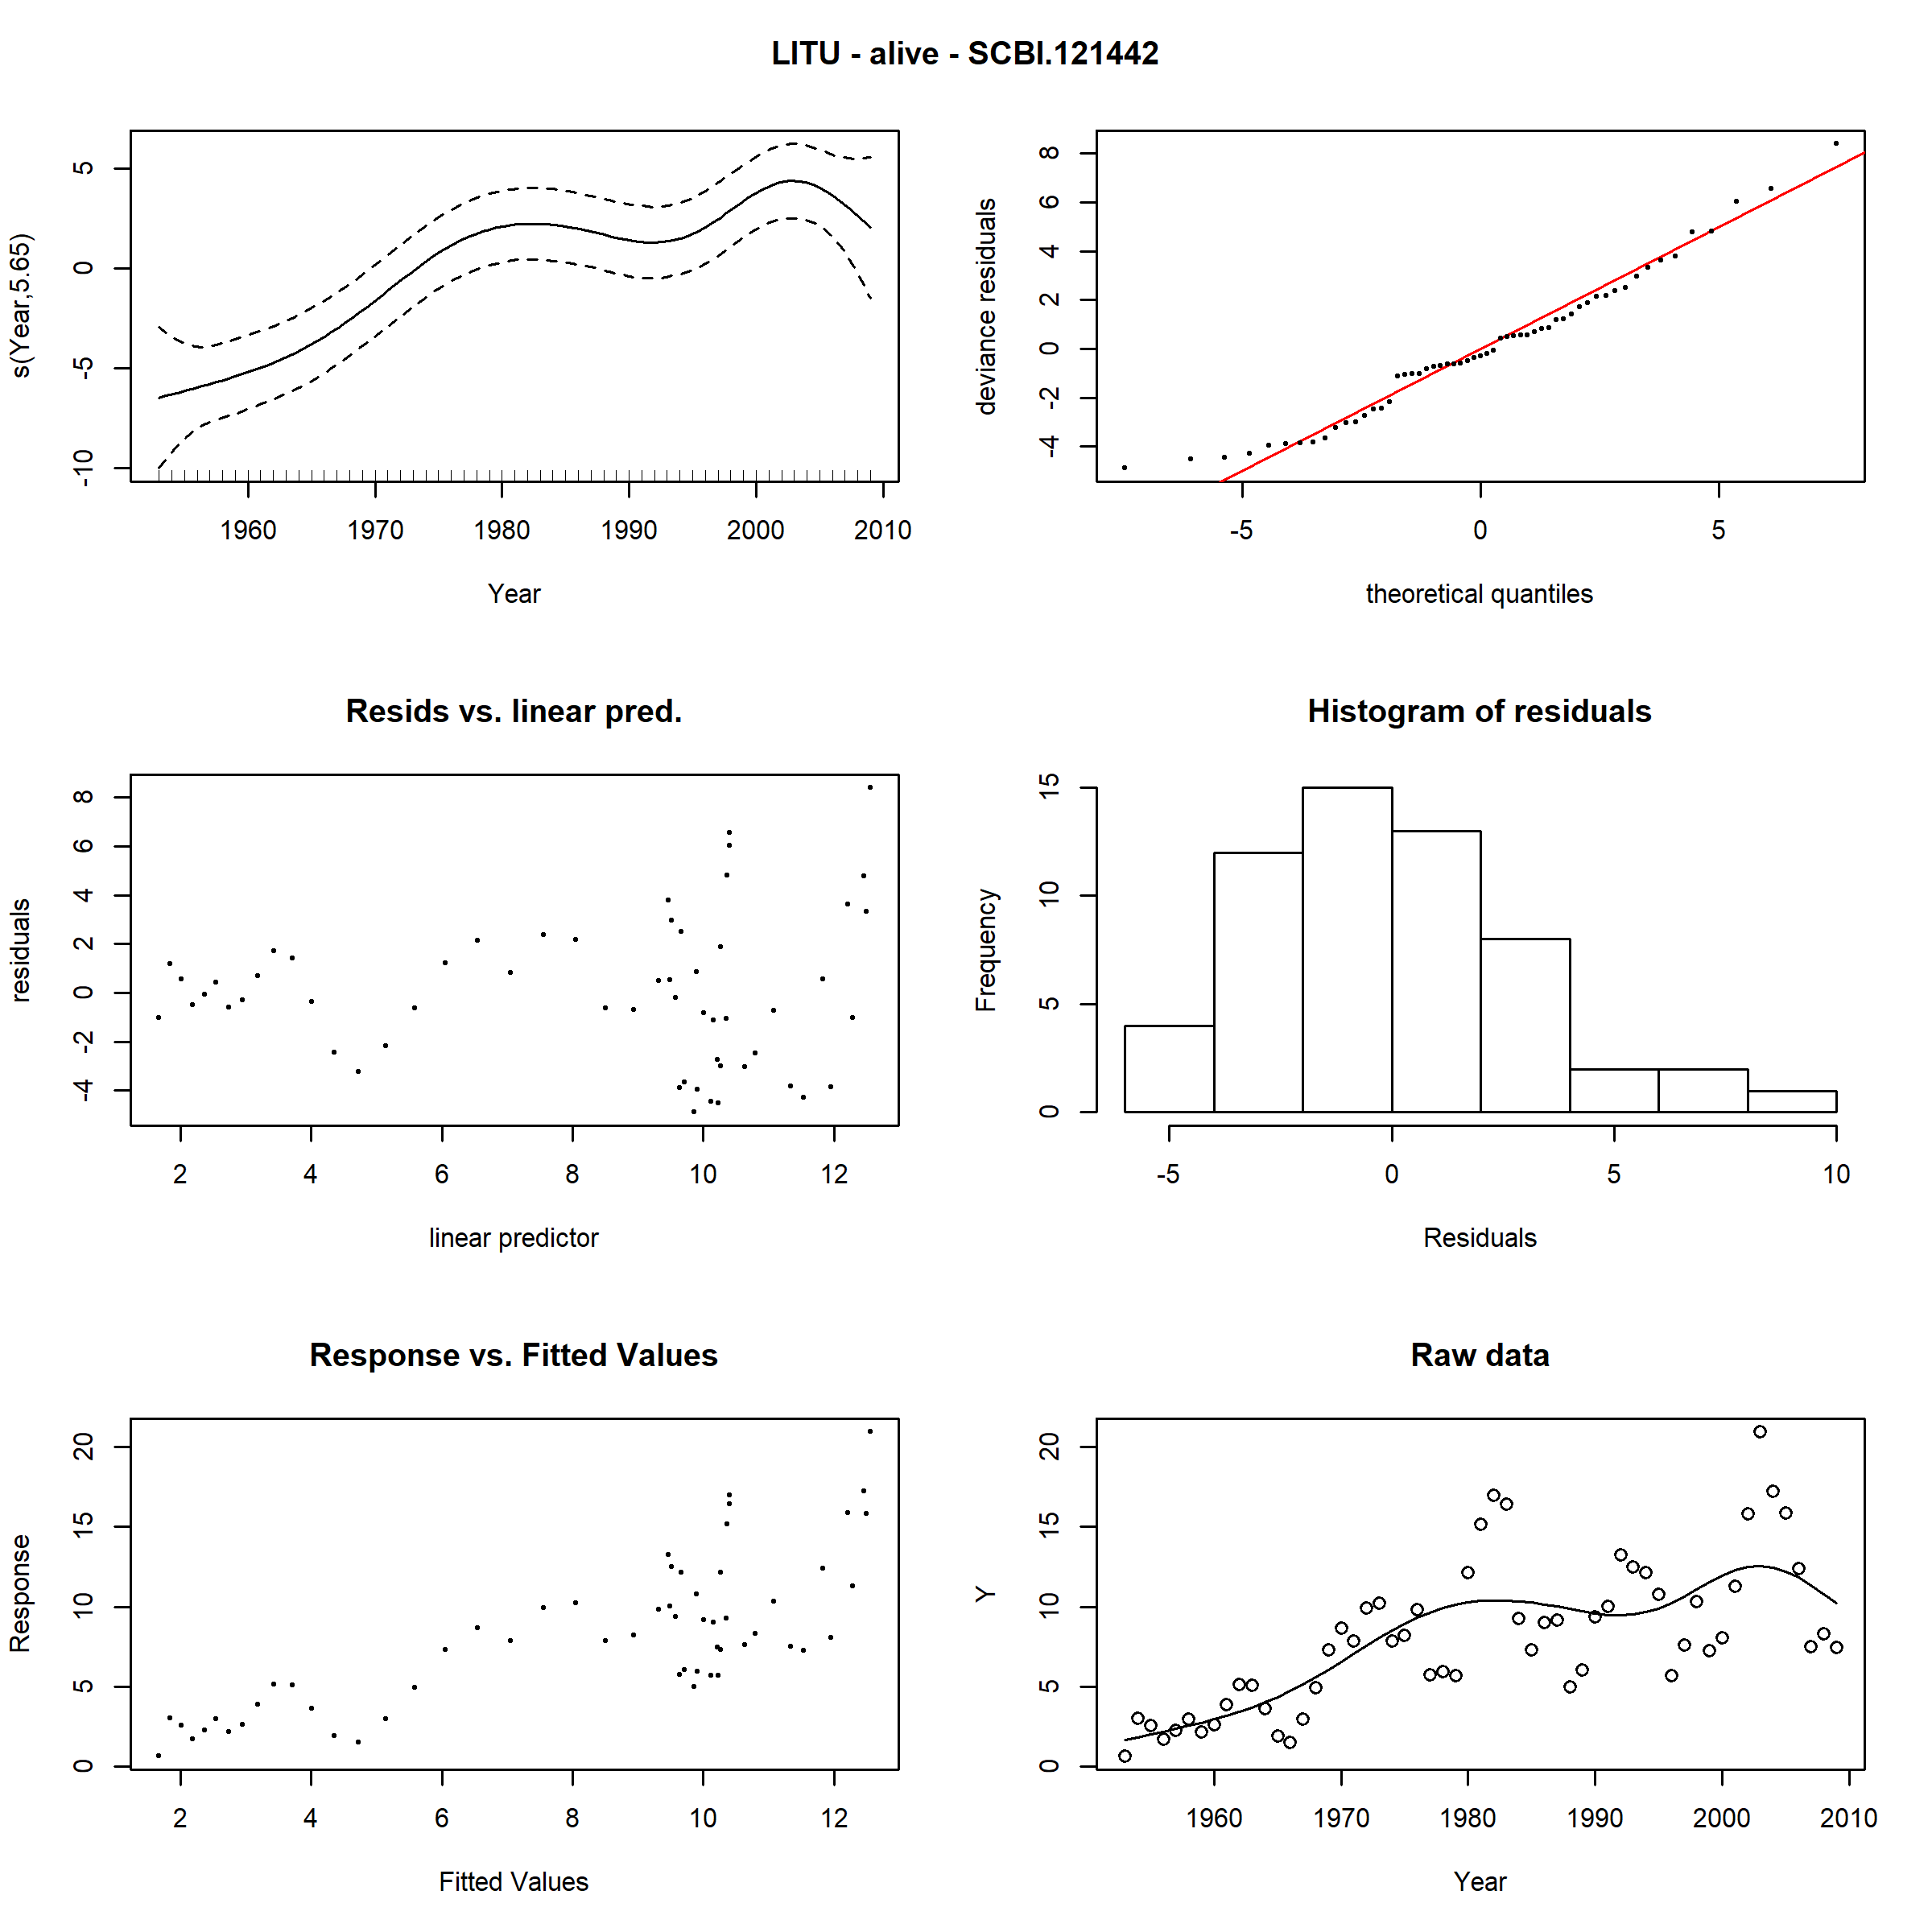 LITU - alive - SCBI.121442
s(Year,5.65)
5
0
-5
-10
1960 1970 1980 1990 2000 2010
Year
deviance residuals
8
6
4
2
0
-2
-4
-5 0 5
theoretical quantiles
Resids vs. linear pred.
residuals
8
6
4
2
0
-2
-4
2 4 6 8 10 12
linear predictor
Histogram of residuals
Frequency
15
10
5
0
-5 0 5 10
Residuals
Response vs. Fitted Values
Response
20
15
10
5
0
2 4 6 8 10 12
Fitted Values
Raw data
Y
20
15
10
5
0
1960 1970 1980 1990 2000 2010
Year